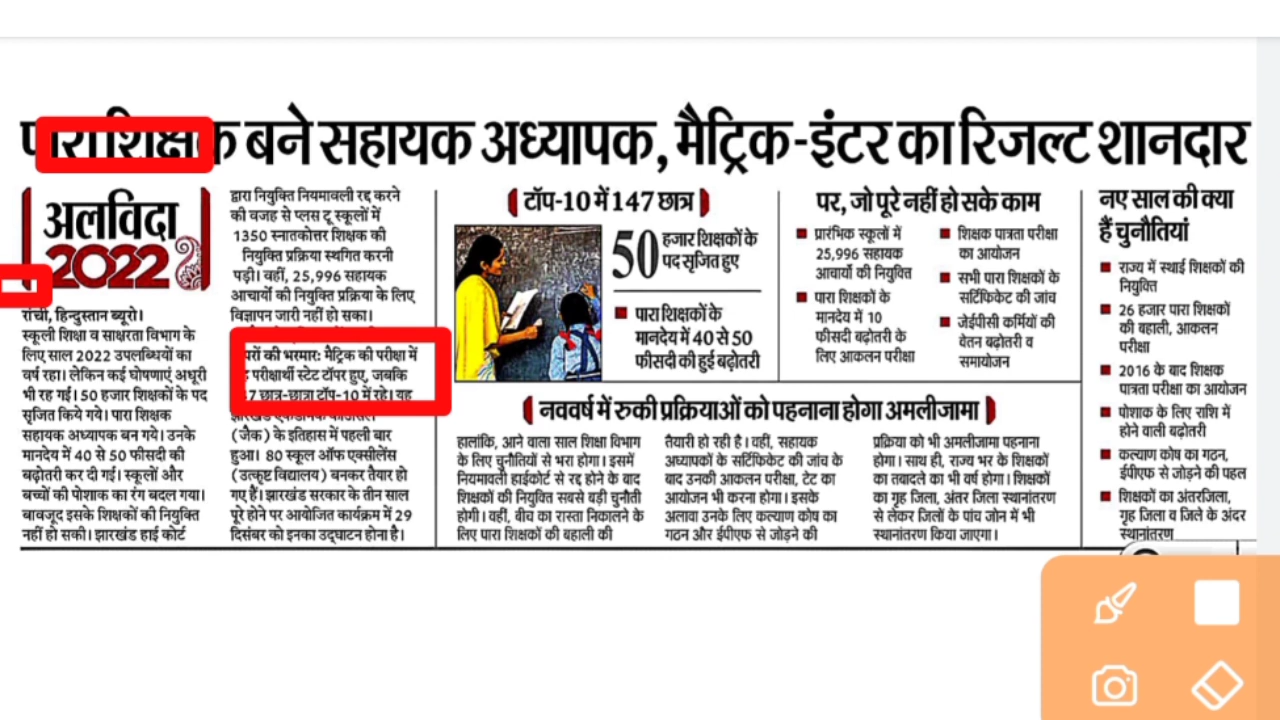 पारा शिक्षक बने सहायक अध्यापक, मैट्रिक-इंटर का रिजल्ट शानदार
अलविदा
2022
रांची, हिन्दुस्तान ब्यूरो।
स्कूली शिक्षा व साक्षरता विभाग के
लिए साल 2022 उपलब्धियों का
वर्ष रहा। लेकिन कई घोषणाएं अधूरी
भी रह गई। 50 हजार शिक्षकों के पद
सृजित किये गये। पारा शिक्षक
सहायक अध्यापक बन गये। उनके
मानदेय में 40 से 50 फीसदी की
बढ़ोतरी कर दी गई। स्कूलों और
बच्चों की पोशाक का रंग बदल गया।
बावजूद इसके शिक्षकों की नियुक्ति
नहीं हो सकी। झारखंड हाई कोर्ट
द्वारा नियुक्ति नियमावली रद्द करने
की वजह से प्लस टू स्कूलों में
1350 स्नातकोत्तर शिक्षक की
नियुक्ति प्रक्रिया स्थगित करनी
पड़ी। वहीं, 25,996 सहायक
आचार्यों की नियुक्ति प्रक्रिया के लिए
विज्ञापन जारी नहीं हो सका।
की भरमार: मैट्रिक की परीक्षा में
परीक्षार्थी स्टेट टॉपर हुए, जबकि
छात्र-छात्रा टॉप-10 में रहे। यह
झारखंड एकेडमिक काउंसिल
(जैक) के इतिहास में पहली बार
हुआ। 80 स्कूल ऑफ एक्सीलेंस
(उत्कृष्ट विद्यालय) बनकर तैयार हो
गए हैं। झारखंड सरकार के तीन साल
पूरे होने पर आयोजित कार्यक्रम में 29
दिसंबर को इनका उद्घाटन होना है।
टॉप-10 में 147 छात्र
50 हजार शिक्षकों के
पद सृजित हुए
पारा शिक्षकों के
मानदेय में 40 से 50
फीसदी की हुई बढ़ोतरी
पर, जो पूरे नहीं हो सके काम
प्रारंभिक स्कूलों में
25,996 सहायक
आचार्यों की नियुक्ति
पारा शिक्षकों के
मानदेय में 10
फीसदी बढ़ोतरी के
लिए आकलन परीक्षा
शिक्षक पात्रता परीक्षा
का आयोजन
सभी पारा शिक्षकों के
सर्टिफिकेट की जांच
जेईपीसी कर्मियों की
वेतन बढ़ोतरी व
समायोजन
नववर्ष में रुकी प्रक्रियाओं को पहनाना होगा अमलीजामा
हालांकि, आने वाला साल शिक्षा विभाग
के लिए चुनौतियों से भरा होगा। इसमें
नियमावली हाईकोर्ट से रद्द होने के बाद
शिक्षकों की नियुक्ति सबसे बड़ी चुनौती
होगी। वहीं, बीच का रास्ता निकालने के
लिए पारा शिक्षकों की बहाली की
तैयारी हो रही है। वहीं, सहायक
अध्यापकों के सर्टिफिकेट की जांच के
बाद उनकी आकलन परीक्षा, टेट का
आयोजन भी करना होगा। इसके
अलावा उनके लिए कल्याण कोष का
गठन और ईपीएफ से जोड़ने की
प्रक्रिया को भी अमलीजामा पहनाना
होगा। साथ ही, राज्य भर के शिक्षकों
का तबादले का भी वर्ष होगा। शिक्षकों
का गृह जिला, अंतर जिला स्थानांतरण
से लेकर जिलों के पांच जोन में भी
स्थानांतरण किया जाएगा।
नए साल की क्या
हैं चुनौतियां
राज्य में स्थाई शिक्षकों की
नियुक्ति
26 हजार पारा शिक्षकों
की बहाली, आकलन
परीक्षा
2016 के बाद शिक्षक
पात्रता परीक्षा का आयोजन
पोशाक के लिए राशि में
होने वाली बढ़ोतरी
कल्याण कोष का गठन,
ईपीएफ से जोड़ने की पहल
शिक्षकों का अंतरजिला,
गृह जिला व जिले के अंदर
स्थानांतरण